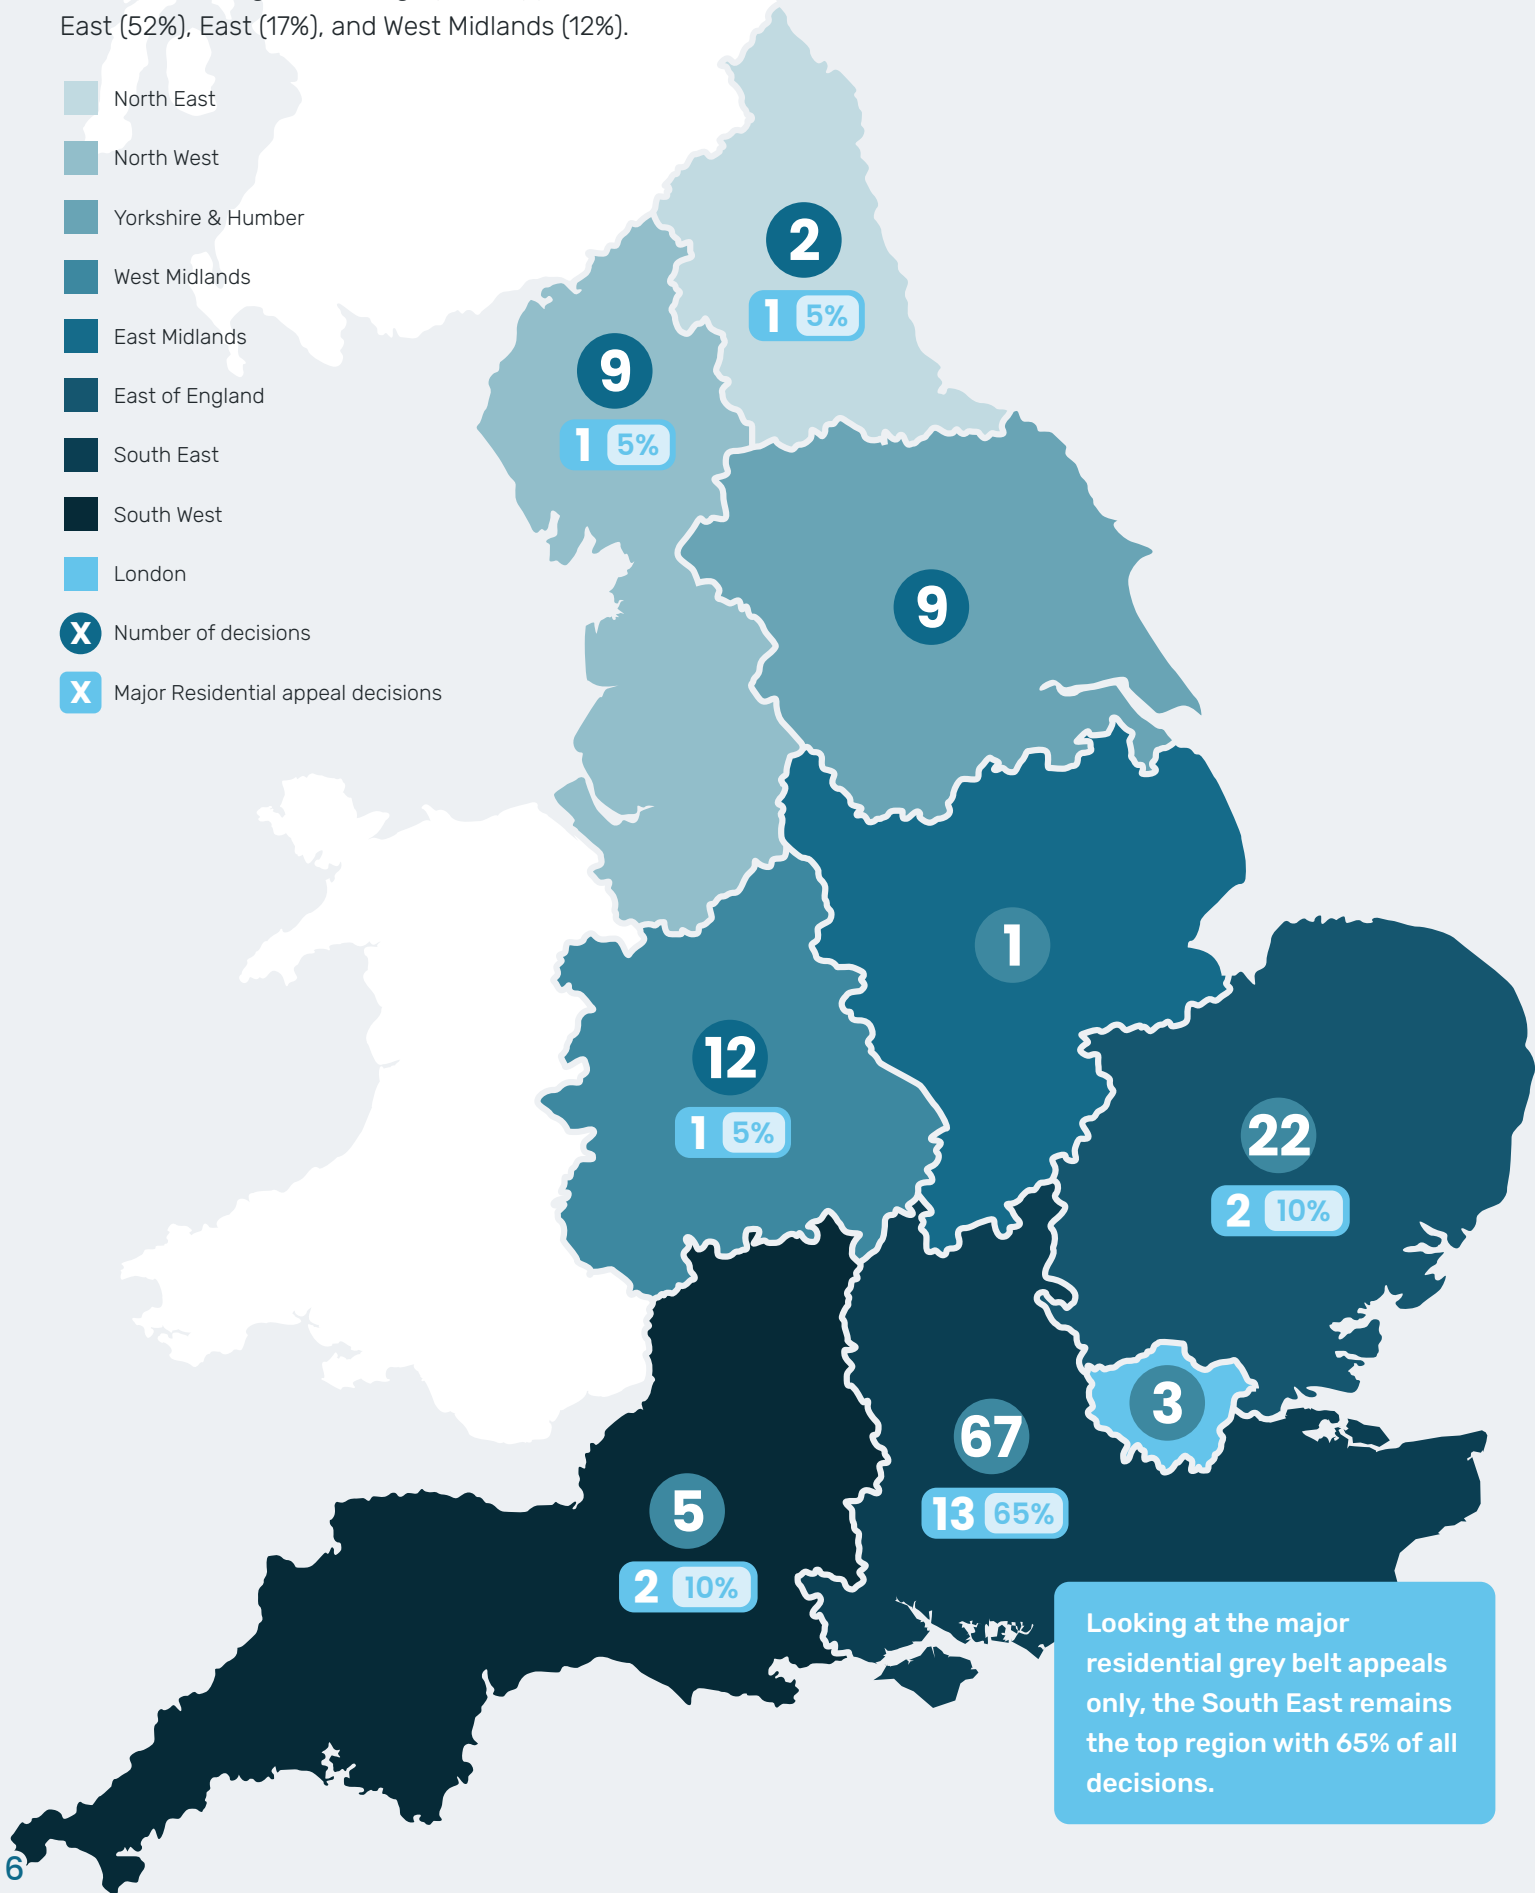 East (52%), East (17%), and West Midlands (12%).
North East
North West
Yorkshire & Humber
West Midlands
East Midlands
East of England
South East
South West
London
X Number of decisions
X Major Residential appeal decisions
2
1 5%
9
1 5%
9
1
12
1 5%
22
2 10%
3
67
13 65%
5
2 10%
Looking at the major
residential grey belt appeals
only, the South East remains
the top region with 65% of all
decisions.
6